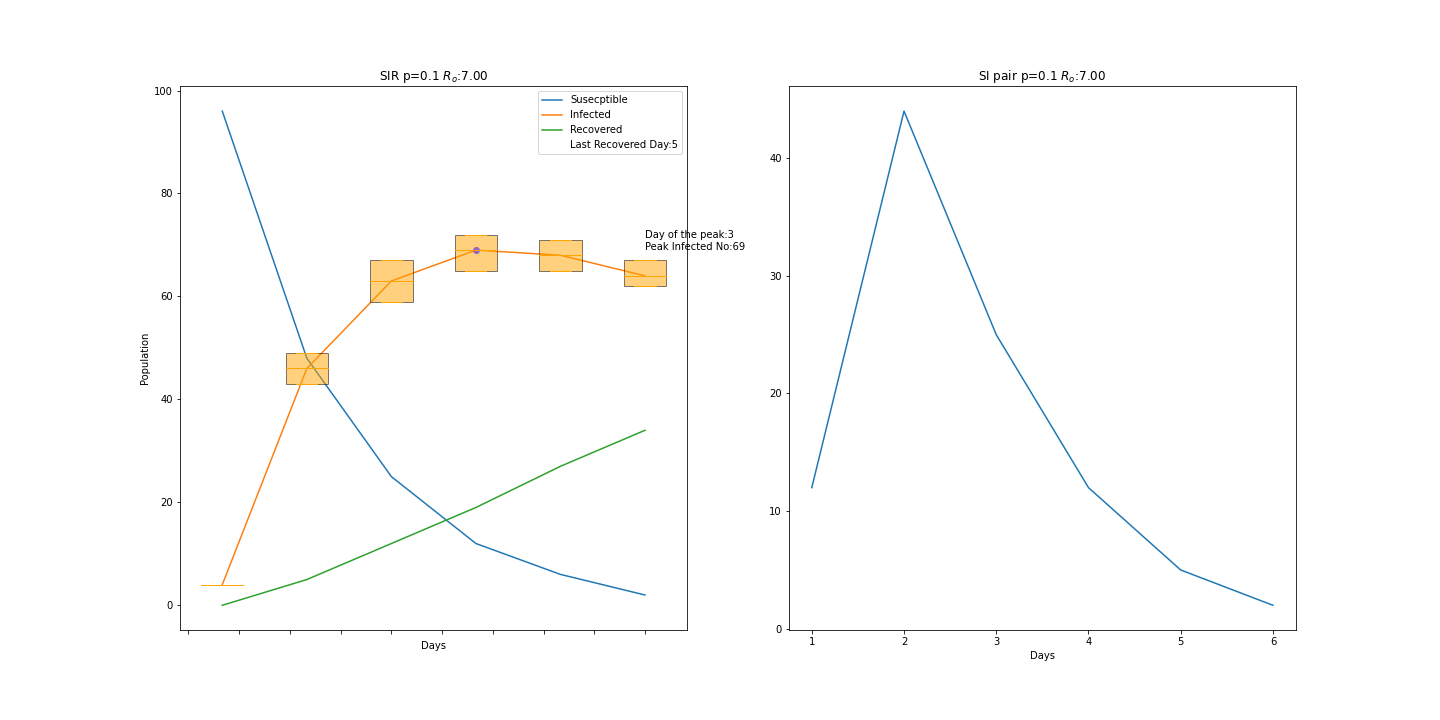 SIR p=0.1 Rₒ:7.00
100
80
60
40
20
0
Population
Days
Susecptible
Infected
Recovered
Last Recovered Day:5
Day of the peak:3
Peak Infected No:69
SI pair p=0.1 Rₒ:7.00
40
30
20
10
0
1 2 3 4 5 6
Days